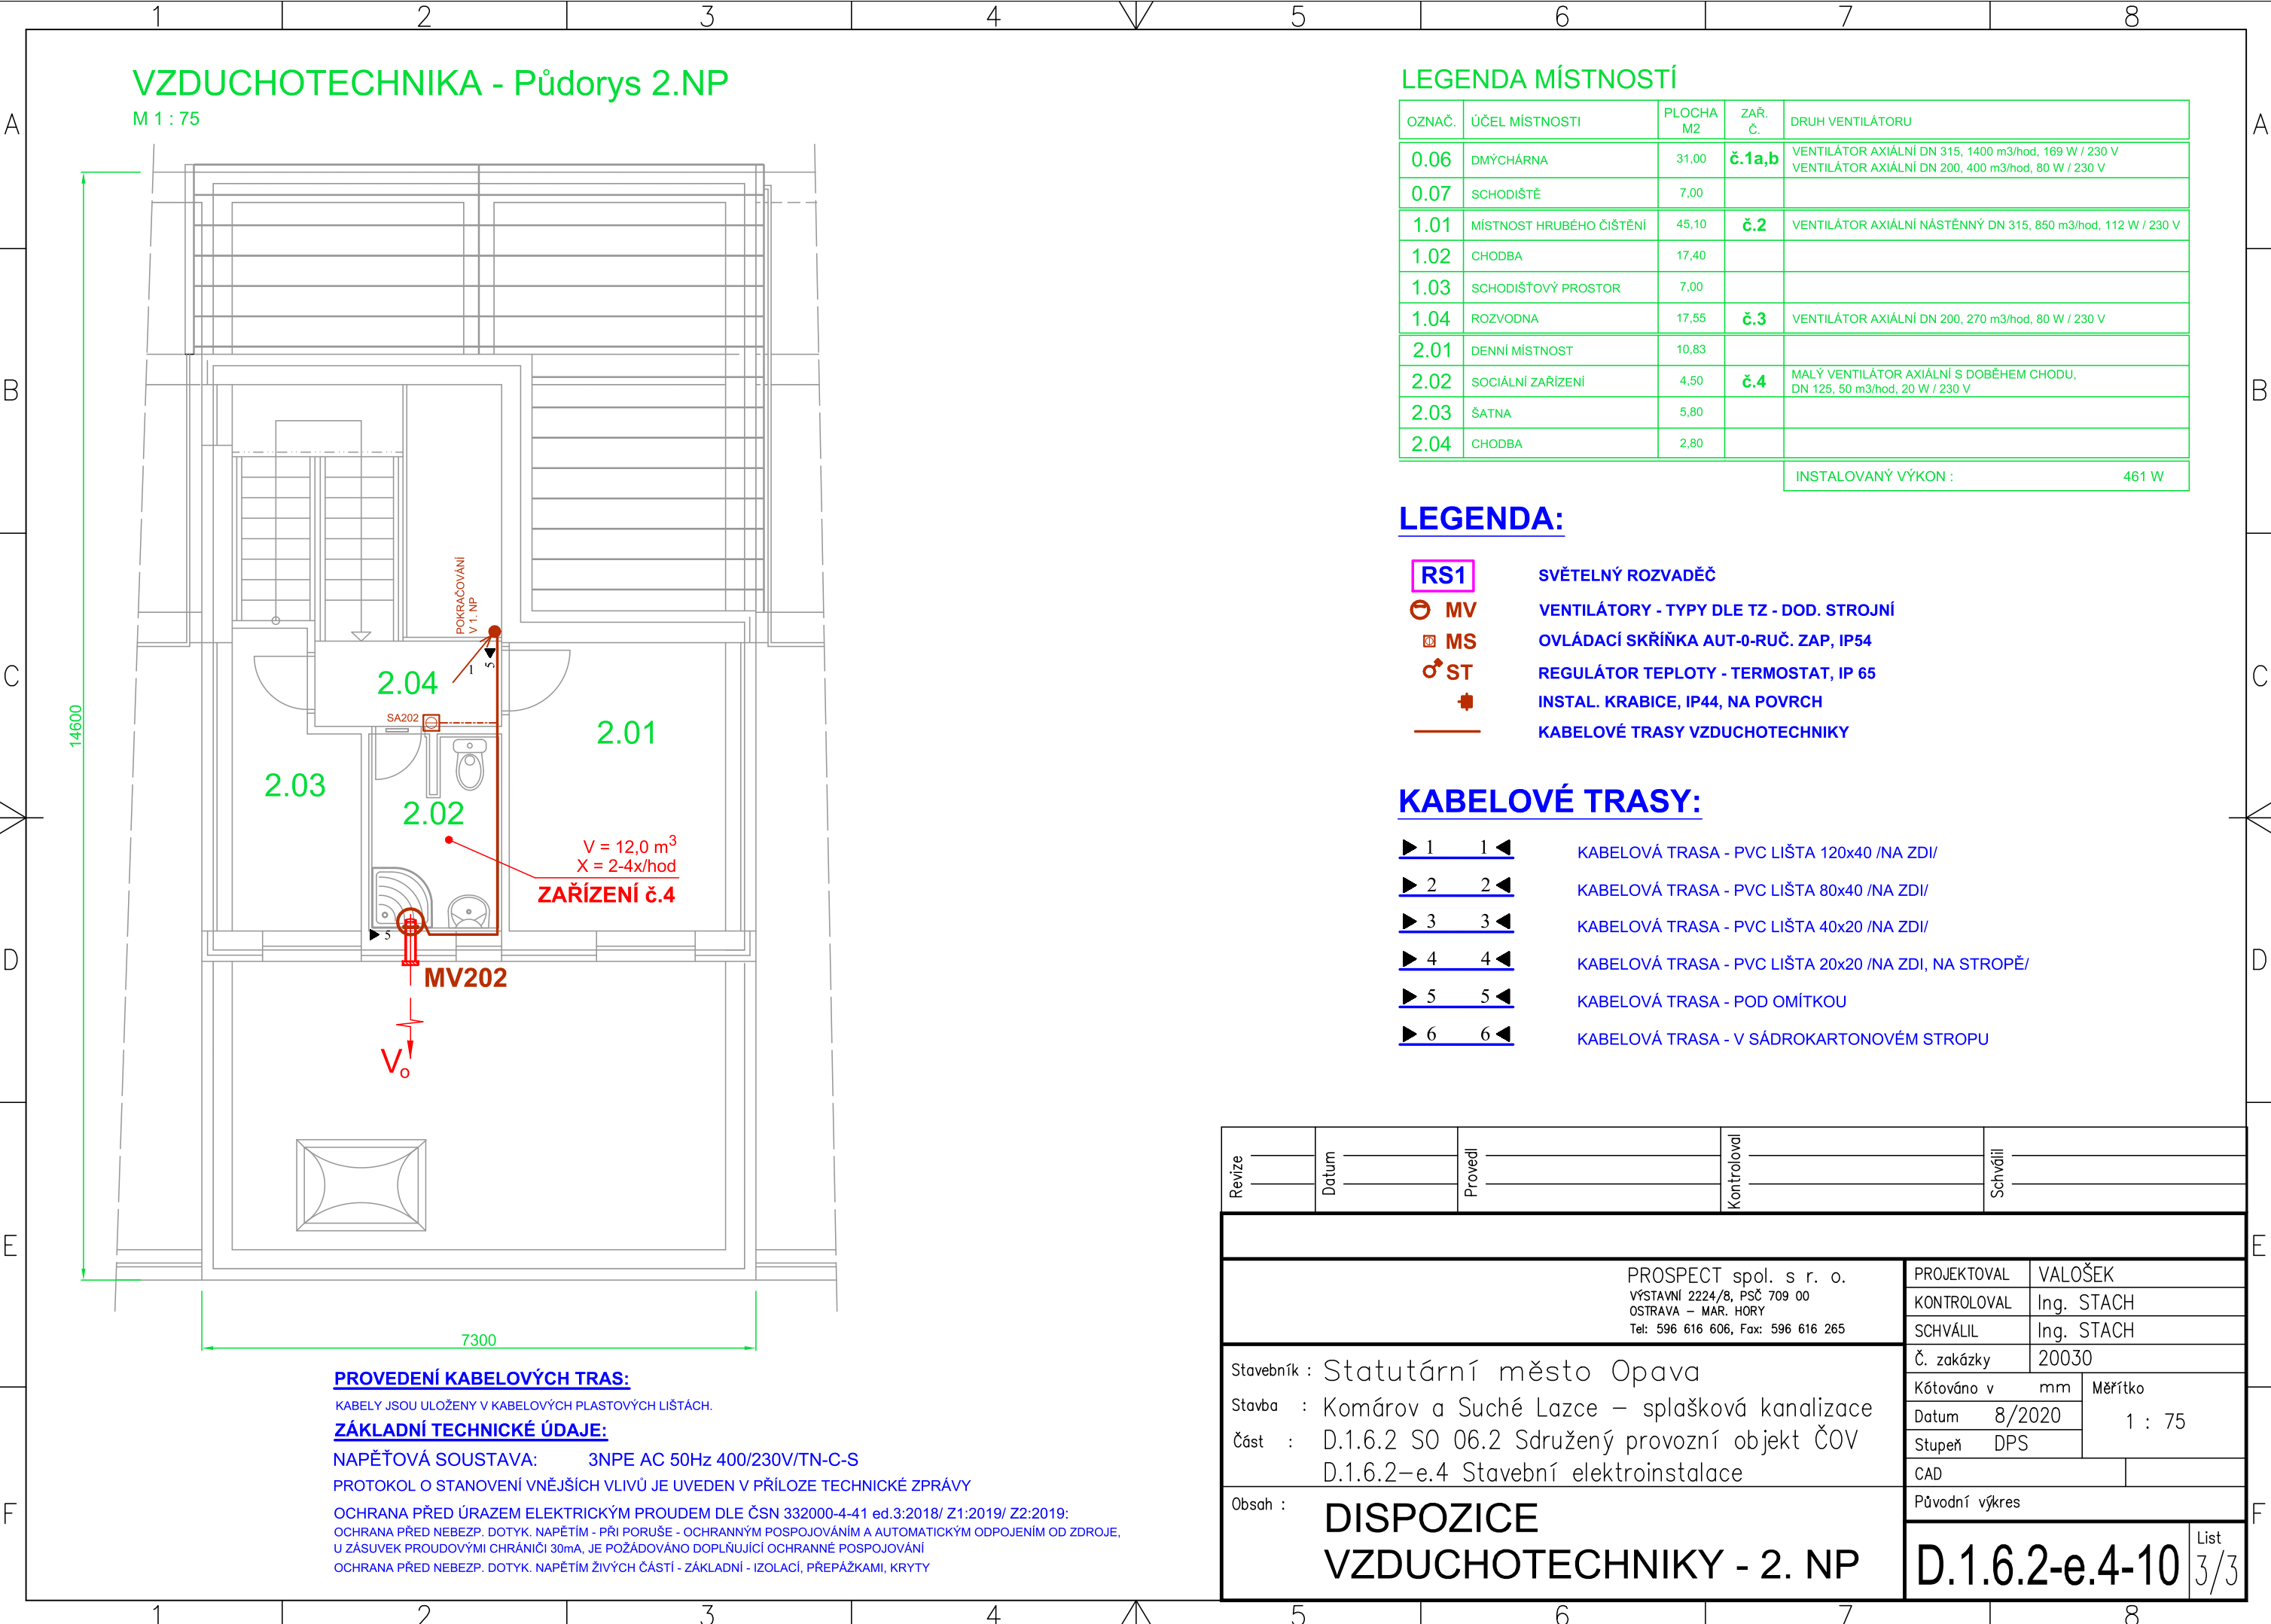 1 2 3 4 5 6 7 8
A A
B B
C C
D D
E E
F F
VZDUCHOTECHNIKA - Půdorys 2.NP
M 1 : 75
14600
7300
POKRAČOVÁNÍ
V 1. NP
1
5
2.04
SA202
2.01
2.03
2.02
V = 12,0 m3
X = 2-4x/hod
ZAŘÍZENÍ č.4
5
MV202
Vo
PROVEDENÍ KABELOVÝCH TRAS:
KABELY JSOU ULOŽENY V KABELOVÝCH PLASTOVÝCH LIŠTÁCH.
ZÁKLADNÍ TECHNICKÉ ÚDAJE:
NAPĚŤOVÁ SOUSTAVA: 3NPE AC 50Hz 400/230V/TN-C-S
PROTOKOL O STANOVENÍ VNĚJŠÍCH VLIVŮ JE UVEDEN V PŘÍLOZE TECHNICKÉ ZPRÁVY
OCHRANA PŘED ÚRAZEM ELEKTRICKÝM PROUDEM DLE ČSN 332000-4-41 ed.3:2018/ Z1:2019/ Z2:2019:
OCHRANA PŘED NEBEZP. DOTYK. NAPĚTÍM - PŘI PORUŠE - OCHRANNÝM POSPOJOVÁNÍM A AUTOMATICKÝM ODPOJENÍM OD ZDROJE,
U ZÁSUVEK PROUDOVÝMI CHRÁNIČI 30mA, JE POŽADOVÁNO DOPLŇUJÍCÍ OCHRANNÉ POSPOJOVÁNÍ
OCHRANA PŘED NEBEZP. DOTYK. NAPĚTÍM ŽIVÝCH ČÁSTÍ - ZÁKLADNÍ - IZOLACÍ, PŘEPÁŽKAMI, KRYTY
LEGENDA MÍSTNOSTÍ
OZNAČ. ÚČEL MÍSTNOSTI PLOCHA M2 ZAŘ. Č. DRUH VENTILÁTORU
0.06 DMÝCHÁRNA 31,00 č.1a,b VENTILÁTOR AXIÁLNÍ DN 315, 1400 m3/hod, 169 W / 230 V
VENTILÁTOR AXIÁLNÍ DN 200, 400 m3/hod, 80 W / 230 V
0.07 SCHODIŠTĚ 7,00
1.01 MÍSTNOST HRUBÉHO ČIŠTĚNÍ 45,10 č.2 VENTILÁTOR AXIÁLNÍ NÁSTĚNNÝ DN 315, 850 m3/hod, 112 W / 230 V
1.02 CHODBA 17,40
1.03 SCHODIŠŤOVÝ PROSTOR 7,00
1.04 ROZVODNA 17,55 č.3 VENTILÁTOR AXIÁLNÍ DN 200, 270 m3/hod, 80 W / 230 V
2.01 DENNÍ MÍSTNOST 10,83
2.02 SOCIÁLNÍ ZAŘÍZENÍ 4,50 č.4 MALÝ VENTILÁTOR AXIÁLNÍ S DOBĚHEM CHODU,
DN 125, 50 m3/hod, 20 W / 230 V
2.03 ŠATNA 5,80
2.04 CHODBA 2,80
INSTALOVANÝ VÝKON : 461 W
LEGENDA:
RS1 SVĚTELNÝ ROZVADĚČ
MV VENTILÁTORY - TYPY DLE TZ - DOD. STROJNÍ
MS OVLÁDACÍ SKŘÍŇKA AUT-0-RUČ. ZAP, IP54
ST REGULÁTOR TEPLOTY - TERMOSTAT, IP 65
INSTAL. KRABICE, IP44, NA POVRCH
KABELOVÉ TRASY VZDUCHOTECHNIKY
KABELOVÉ TRASY:
1 1 KABELOVÁ TRASA - PVC LIŠTA 120x40 /NA ZDI/
2 2 KABELOVÁ TRASA - PVC LIŠTA 80x40 /NA ZDI/
3 3 KABELOVÁ TRASA - PVC LIŠTA 40x20 /NA ZDI/
4 4 KABELOVÁ TRASA - PVC LIŠTA 20x20 /NA ZDI, NA STROPĚ/
5 5 KABELOVÁ TRASA - POD OMÍTKOU
6 6 KABELOVÁ TRASA - V SÁDROKARTONOVÉM STROPU
Revize Datum Provedl Kontroloval Schválil
PROSPECT spol. s r. o.
VÝSTAVNÍ 2224/8, PSČ 709 00
OSTRAVA – MAR. HORY
Tel: 596 616 606, Fax: 596 616 265
PROJEKTOVAL VALOŠEK
KONTROLOVAL Ing. STACH
SCHVÁLIL Ing. STACH
Č. zakázky 20030
Kótováno v mm Měřítko
Datum 8/2020 1 : 75
Stupeň DPS
CAD
Původní výkres
Stavebník : Statutární město Opava
Stavba : Komárov a Suché Lazce – splašková kanalizace
Část : D.1.6.2 SO 06.2 Sdružený provozní objekt ČOV
D.1.6.2–e.4 Stavební elektroinstalace
Obsah : DISPOZICE
VZDUCHOTECHNIKY - 2. NP
D.1.6.2-e.4-10 List 3/3
1 2 3 4 5 6 7 8